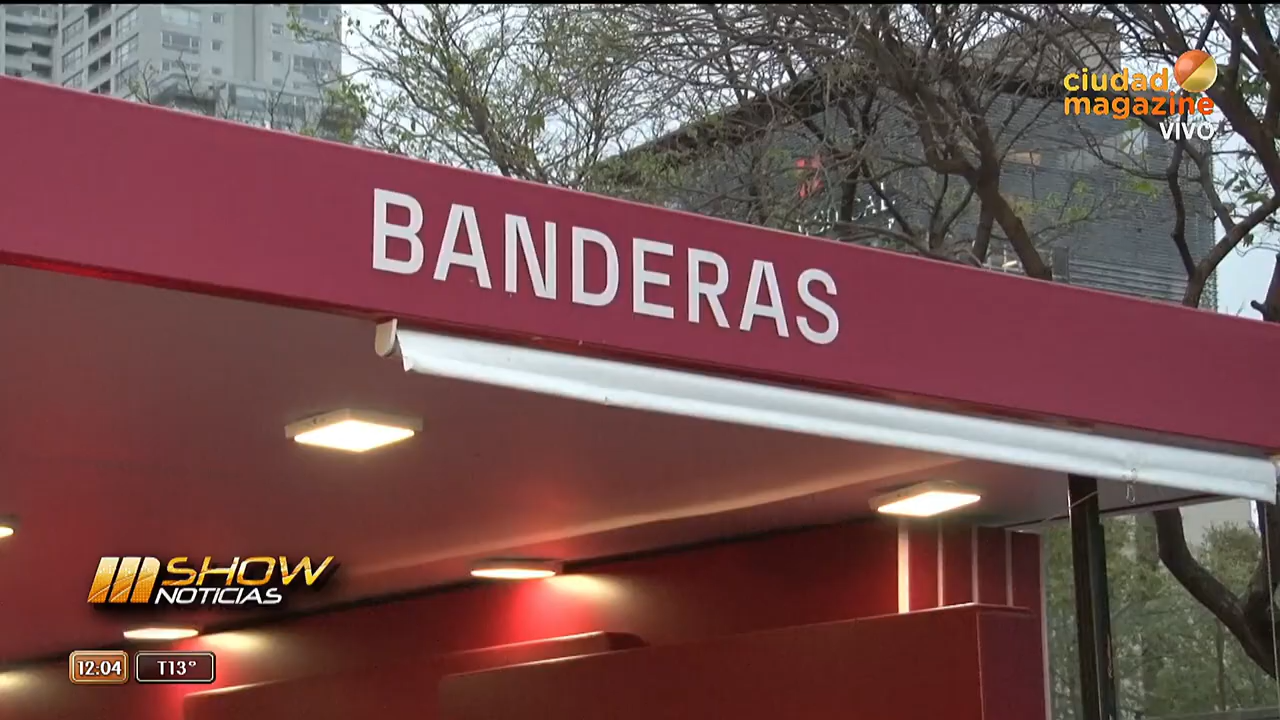 ciudad
magazine
VIVO
BANDERAS
SHOW
NOTICIAS
12:04 T13°